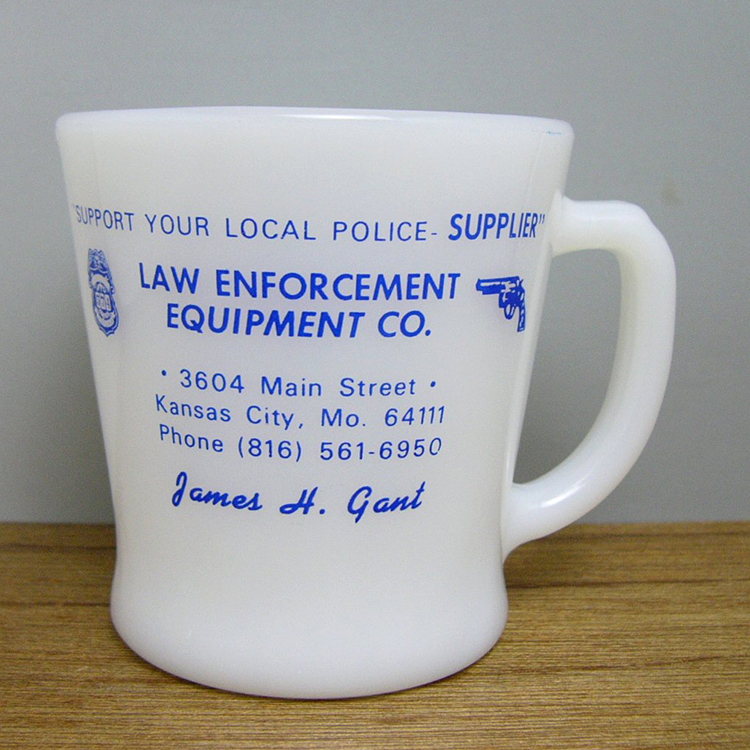 "SUPPORT YOUR LOCAL POLICE- SUPPLIER"
LAW ENFORCEMENT
EQUIPMENT CO.
• 3604 Main Street •
Kansas City, Mo. 64111
Phone (816) 561-6950
James H. Gant